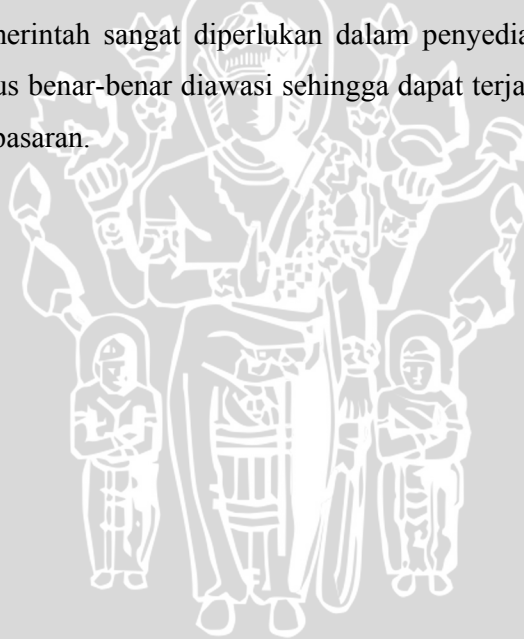 merintah sangat diperlukan dalam penyedia
us benar-benar diawasi sehingga dapat terja
pasaran.